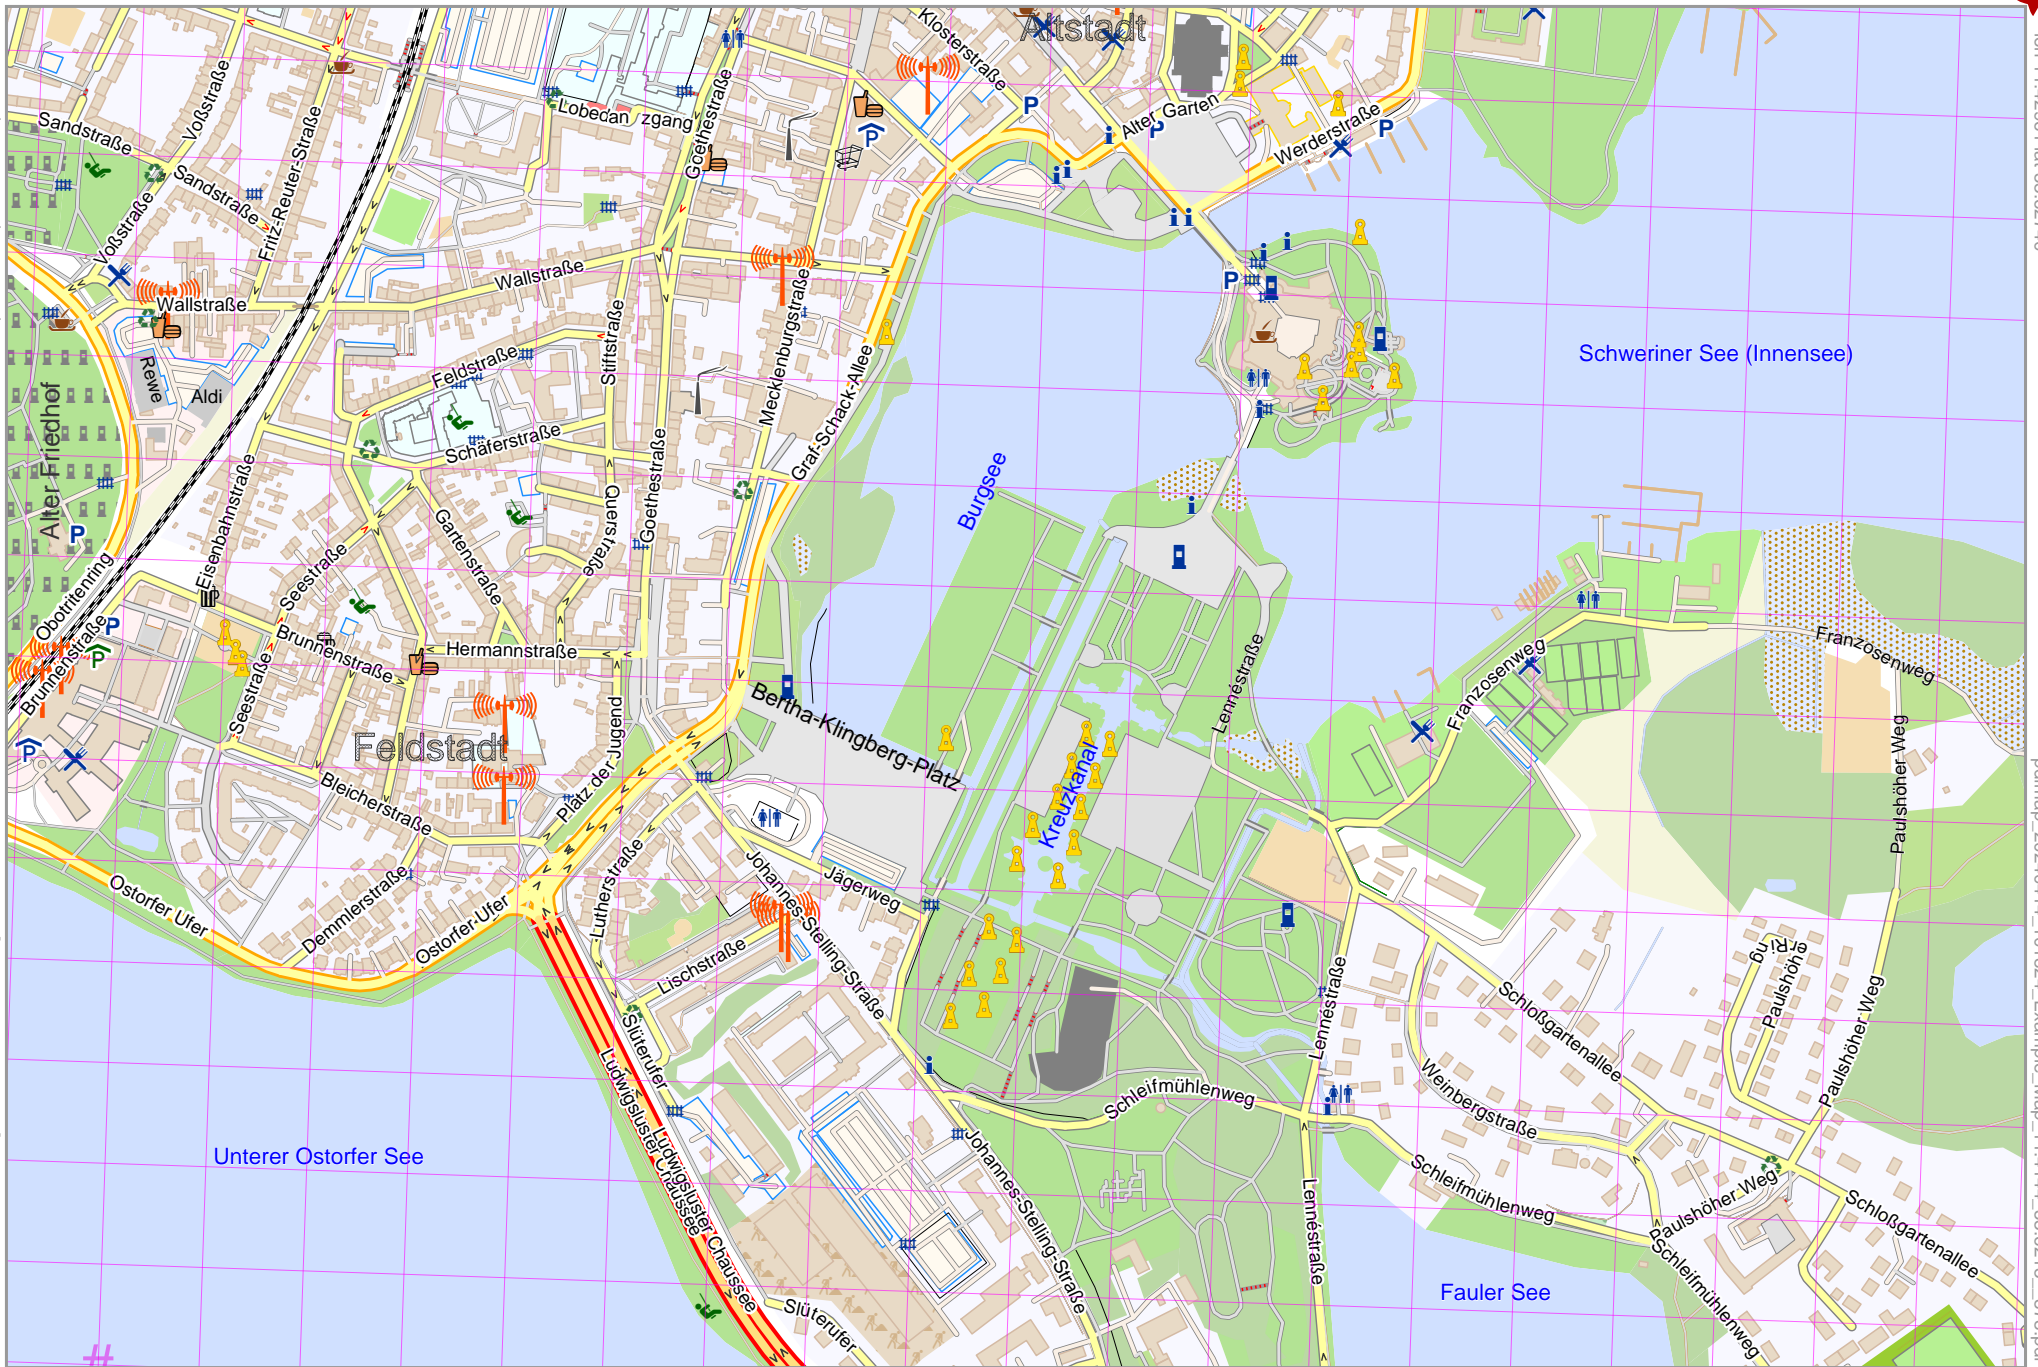 Klosterstraße
Altstadt
P
Alter Garten
P
Werderstraße
P
Sandstraße
Voßstraße
Sandstraße
Voßstraße
Fritz-Reuter-Straße
Goethestraße
P
Wallstraße
Wallstraße
P
Rewe
Aldi
Alter Friedhof
Feldstraße
Stiftstraße
Mecklenburgstraße
Graf-Schack-Allee
Schweriner See (Innensee)
Schäferstraße
Eisenbahnstraße
Goethestraße
Querstraße
Gartenstraße
Burgsee
P
Obotritenring
Brunnenstraße
P
P
P
Seestraße
Brunnenstraße
Seestraße
Hermannstraße
Feldstadt
Platz der Jugend
Bertha-Klingberg-Platz
Kreuzkanal
Lennéstraße
Franzosenweg
Franzosenweg
Paulshöher Weg
Bleicherstraße
Demmlerstraße
Ostorfer Ufer
Ostorfer Ufer
Lutherstraße
Lischstraße
Jägerweg
Johannes-Stelling-Straße
Slüterufer
Ludwigsluster Chaussee
Ludwigsluster Chaussee
Schleifmühlenweg
Lennéstraße
Schloßgartenallee
Weinbergstraße
Paulshöher Ring
Paulshöher Weg
Unterer Ostorfer See
Johannes-Stelling-Straße
Slüterufer
Lennéstraße
Schleifmühlenweg
Paulshöher Weg
Schleifmühlenweg
Schloßgartenallee
Fauler See
#